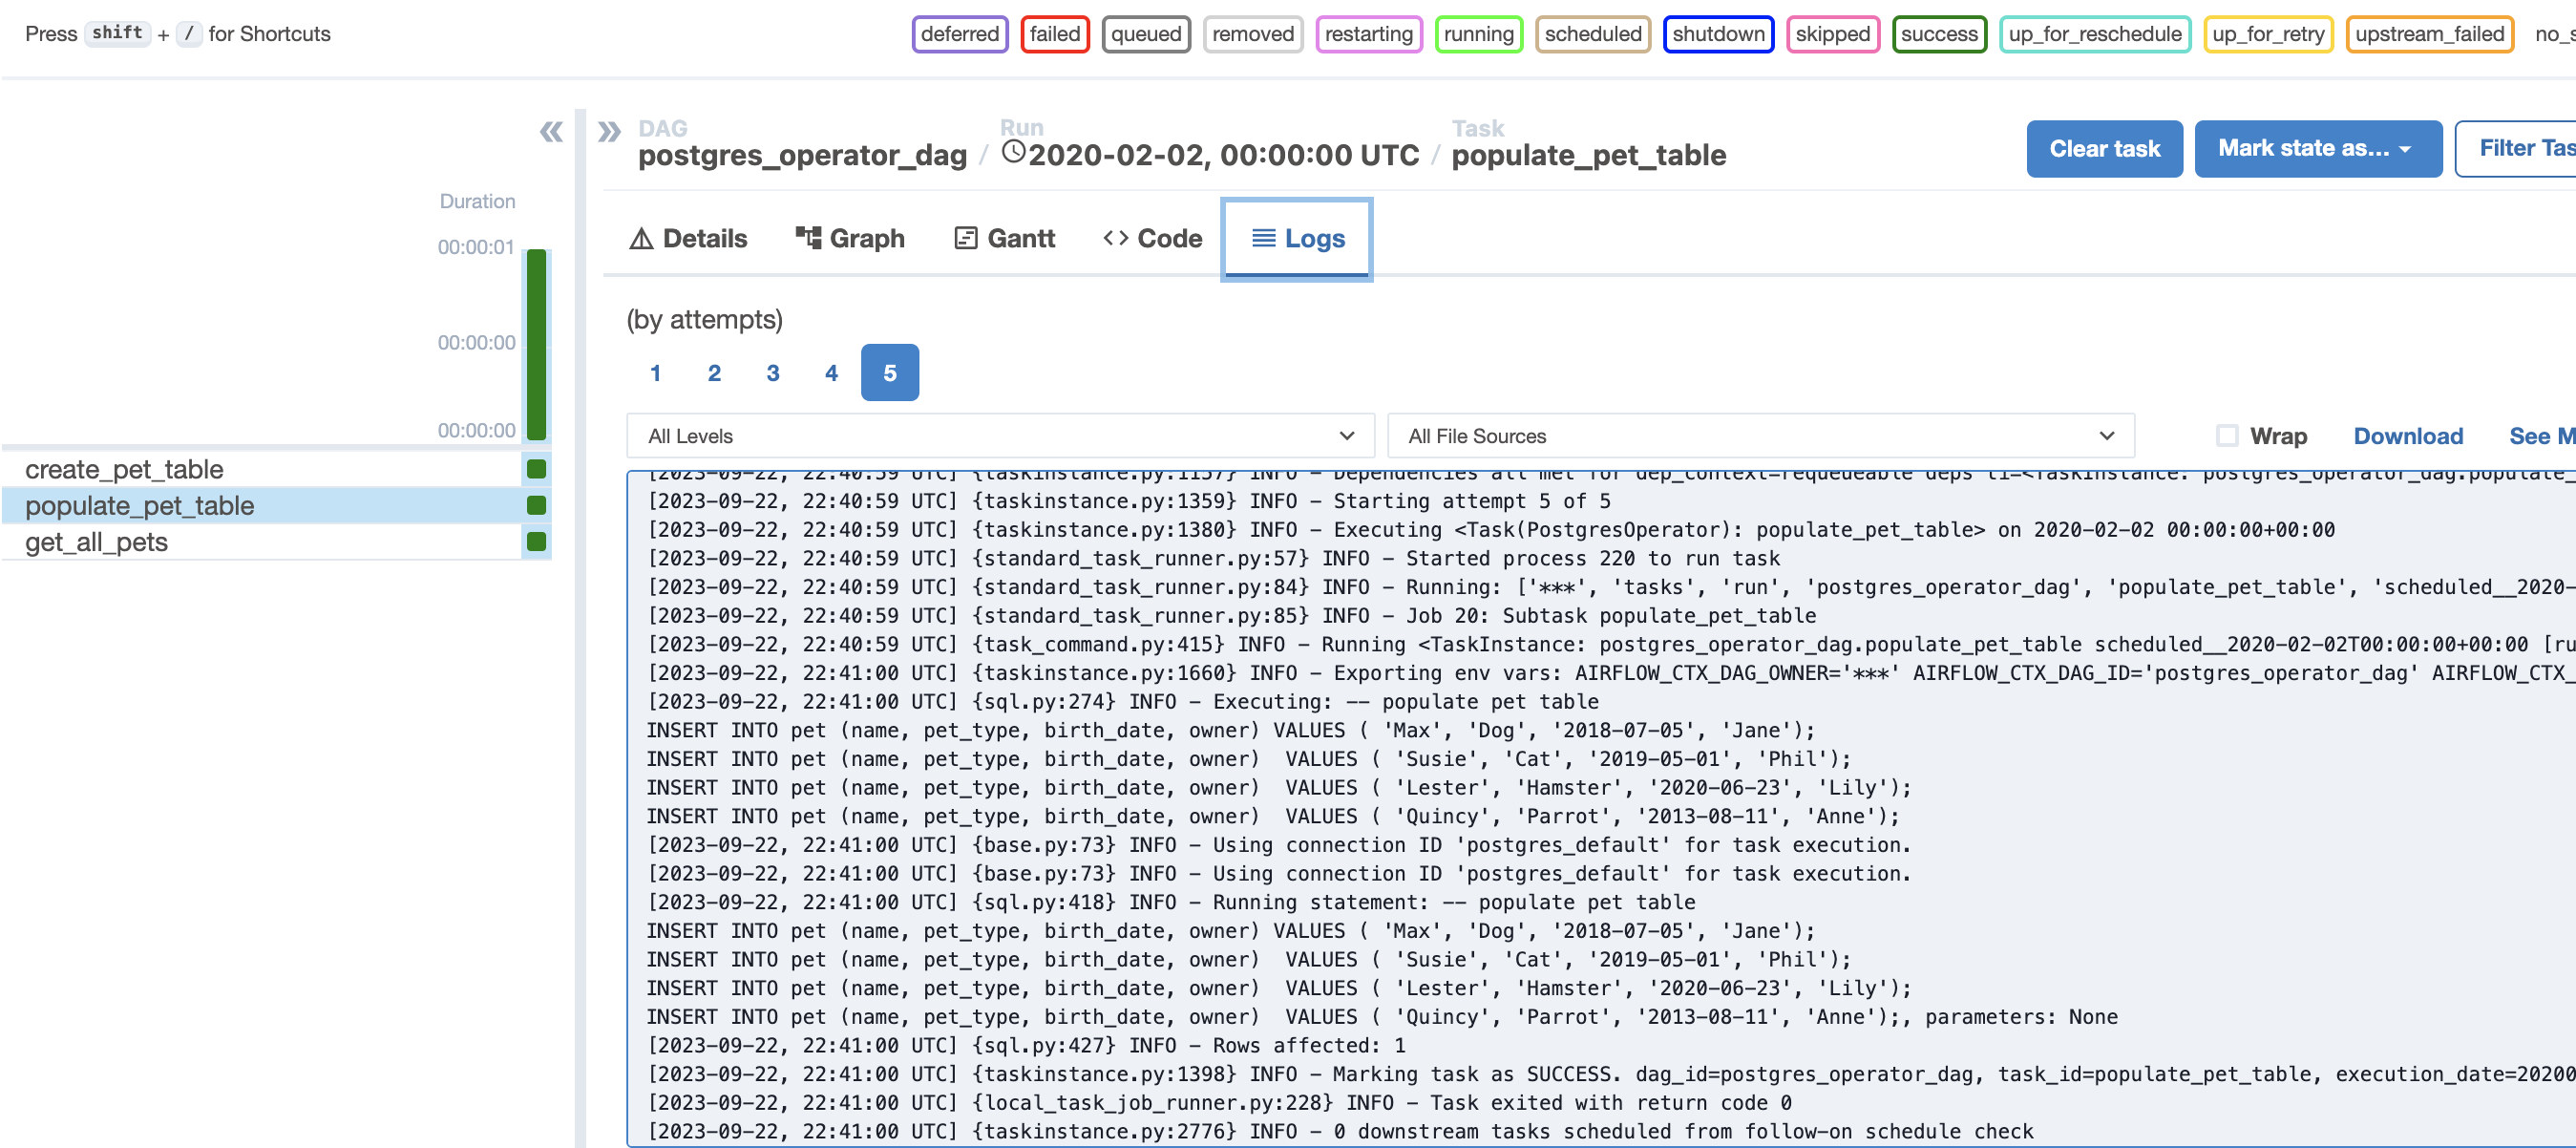 Press shift + / for Shortcuts
deferred failed queued removed restarting running scheduled shutdown skipped success up_for_reschedule up_for_retry upstream_failed
DAG
postgres_operator_dag
/
Run
2020-02-02, 00:00:00 UTC
/
Task
populate_pet_table
Clear task
Mark state as...
Filter
Duration
00:00:01
00:00:00
00:00:00
create_pet_table
populate_pet_table
get_all_pets
Details
Graph
Gantt
Code
Logs
(by attempts)
1 2 3 4 5
All Levels
All File Sources
Wrap
Download
See
[2023-09-22, 22:40:59 UTC] {taskinstance.py:1157} INFO - Dependencies all met for dep_context=requeueable deps ti=<TaskInstance: postgres_operator_dag.populate_
[2023-09-22, 22:40:59 UTC] {taskinstance.py:1359} INFO - Starting attempt 5 of 5
[2023-09-22, 22:40:59 UTC] {taskinstance.py:1380} INFO - Executing <Task(PostgresOperator): populate_pet_table> on 2020-02-02 00:00:00+00:00
[2023-09-22, 22:40:59 UTC] {standard_task_runner.py:57} INFO - Started process 220 to run task
[2023-09-22, 22:40:59 UTC] {standard_task_runner.py:84} INFO - Running: ['***', 'tasks', 'run', 'postgres_operator_dag', 'populate_pet_table', 'scheduled__2020-
[2023-09-22, 22:40:59 UTC] {standard_task_runner.py:85} INFO - Job 20: Subtask populate_pet_table
[2023-09-22, 22:40:59 UTC] {task_command.py:415} INFO - Running <TaskInstance: postgres_operator_dag.populate_pet_table scheduled__2020-02-02T00:00:00+00:00 [ru
[2023-09-22, 22:41:00 UTC] {taskinstance.py:1660} INFO - Exporting env vars: AIRFLOW_CTX_DAG_OWNER='***' AIRFLOW_CTX_DAG_ID='postgres_operator_dag' AIRFLOW_CTX_
[2023-09-22, 22:41:00 UTC] {sql.py:274} INFO - Executing: -- populate pet table
INSERT INTO pet (name, pet_type, birth_date, owner) VALUES ( 'Max', 'Dog', '2018-07-05', 'Jane');
INSERT INTO pet (name, pet_type, birth_date, owner)  VALUES ( 'Susie', 'Cat', '2019-05-01', 'Phil');
INSERT INTO pet (name, pet_type, birth_date, owner)  VALUES ( 'Lester', 'Hamster', '2020-06-23', 'Lily');
INSERT INTO pet (name, pet_type, birth_date, owner)  VALUES ( 'Quincy', 'Parrot', '2013-08-11', 'Anne');
[2023-09-22, 22:41:00 UTC] {base.py:73} INFO - Using connection ID 'postgres_default' for task execution.
[2023-09-22, 22:41:00 UTC] {base.py:73} INFO - Using connection ID 'postgres_default' for task execution.
[2023-09-22, 22:41:00 UTC] {sql.py:418} INFO - Running statement: -- populate pet table
INSERT INTO pet (name, pet_type, birth_date, owner) VALUES ( 'Max', 'Dog', '2018-07-05', 'Jane');
INSERT INTO pet (name, pet_type, birth_date, owner)  VALUES ( 'Susie', 'Cat', '2019-05-01', 'Phil');
INSERT INTO pet (name, pet_type, birth_date, owner)  VALUES ( 'Lester', 'Hamster', '2020-06-23', 'Lily');
INSERT INTO pet (name, pet_type, birth_date, owner)  VALUES ( 'Quincy', 'Parrot', '2013-08-11', 'Anne');, parameters: None
[2023-09-22, 22:41:00 UTC] {sql.py:427} INFO - Rows affected: 1
[2023-09-22, 22:41:00 UTC] {taskinstance.py:1398} INFO - Marking task as SUCCESS. dag_id=postgres_operator_dag, task_id=populate_pet_table, execution_date=20200
[2023-09-22, 22:41:00 UTC] {local_task_job_runner.py:228} INFO - Task exited with return code 0
[2023-09-22, 22:41:00 UTC] {taskinstance.py:2776} INFO - 0 downstream tasks scheduled from follow-on schedule check